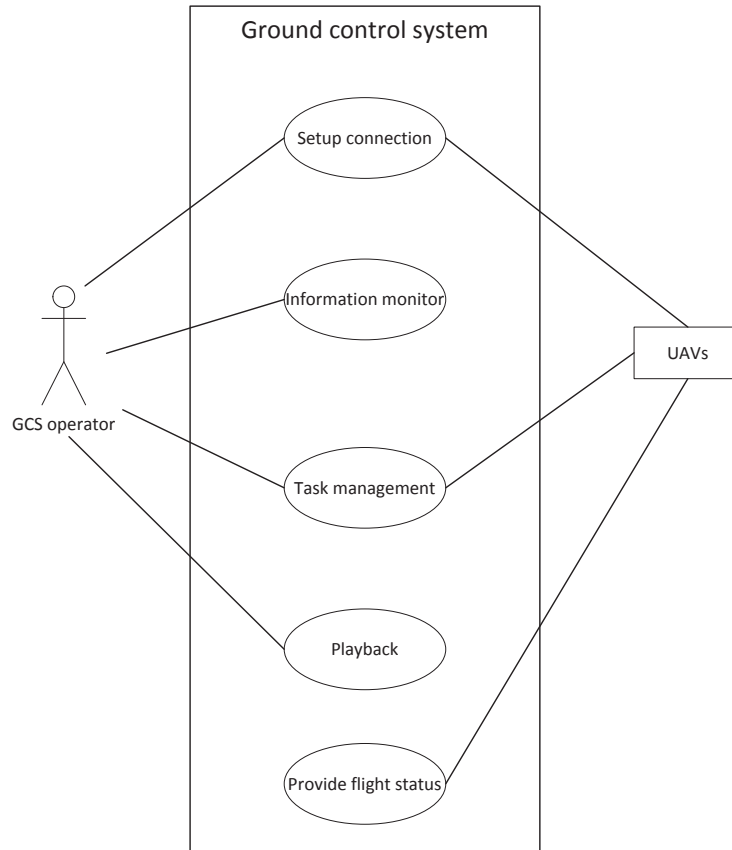 Ground control system
Setup connection
Information monitor
UAVs
GCS operator
Task management
Playback
Provide flight status